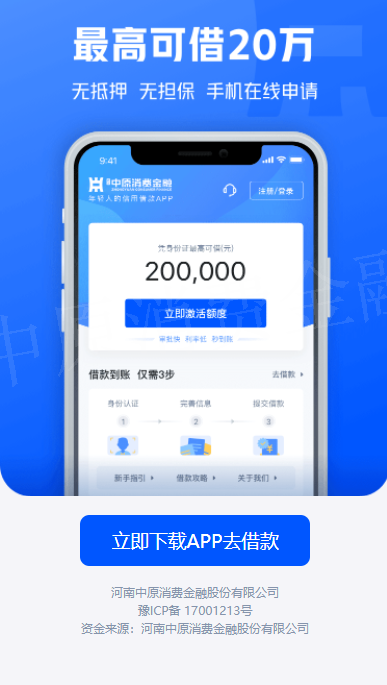 最高可借20万
无抵押 无担保 手机在线申请
9:41
中原消费金融
年轻人的信用借款APP
注册/登录
凭身份证最高可借(元)
200,000
立即激活额度
审批快 利率低 秒到账
借款到账 仅需3步
去借款
身份认证 完善信息 提交借款
1 2 3
新手指引 借款攻略 关于我们
中原消费金融
立即下载APP去借款
河南中原消费金融股份有限公司
豫ICP备 17001213号
资金来源：河南中原消费金融股份有限公司